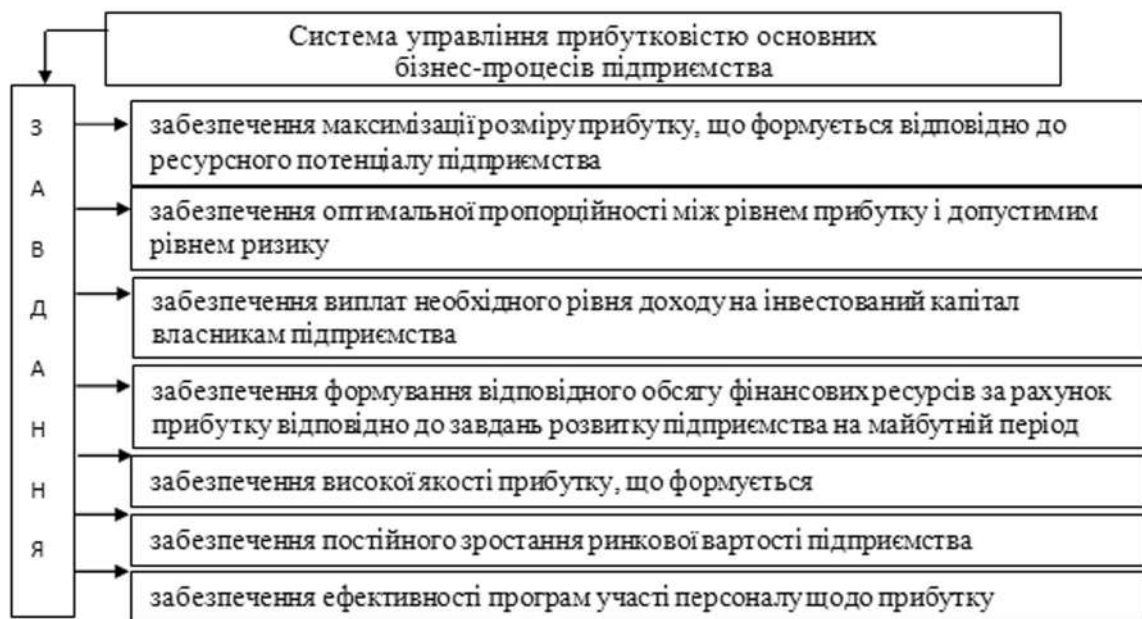 Система управління прибутковістю основних
бізнес-процесів підприємства
ЗАВДАННЯ
забезпечення максимізації розміру прибутку, що формується відповідно до
ресурсного потенціалу підприємства
забезпечення оптимальної пропорційності між рівнем прибутку і допустимим
рівнем ризику
забезпечення виплат необхідного рівня доходу на інвестований капітал
власникам підприємства
забезпечення формування відповідного обсягу фінансових ресурсів за рахунок
прибутку відповідно до завдань розвитку підприємства на майбутній період
забезпечення високої якості прибутку, що формується
забезпечення постійного зростання ринкової вартості підприємства
забезпечення ефективності програм участі персоналу щодо прибутку